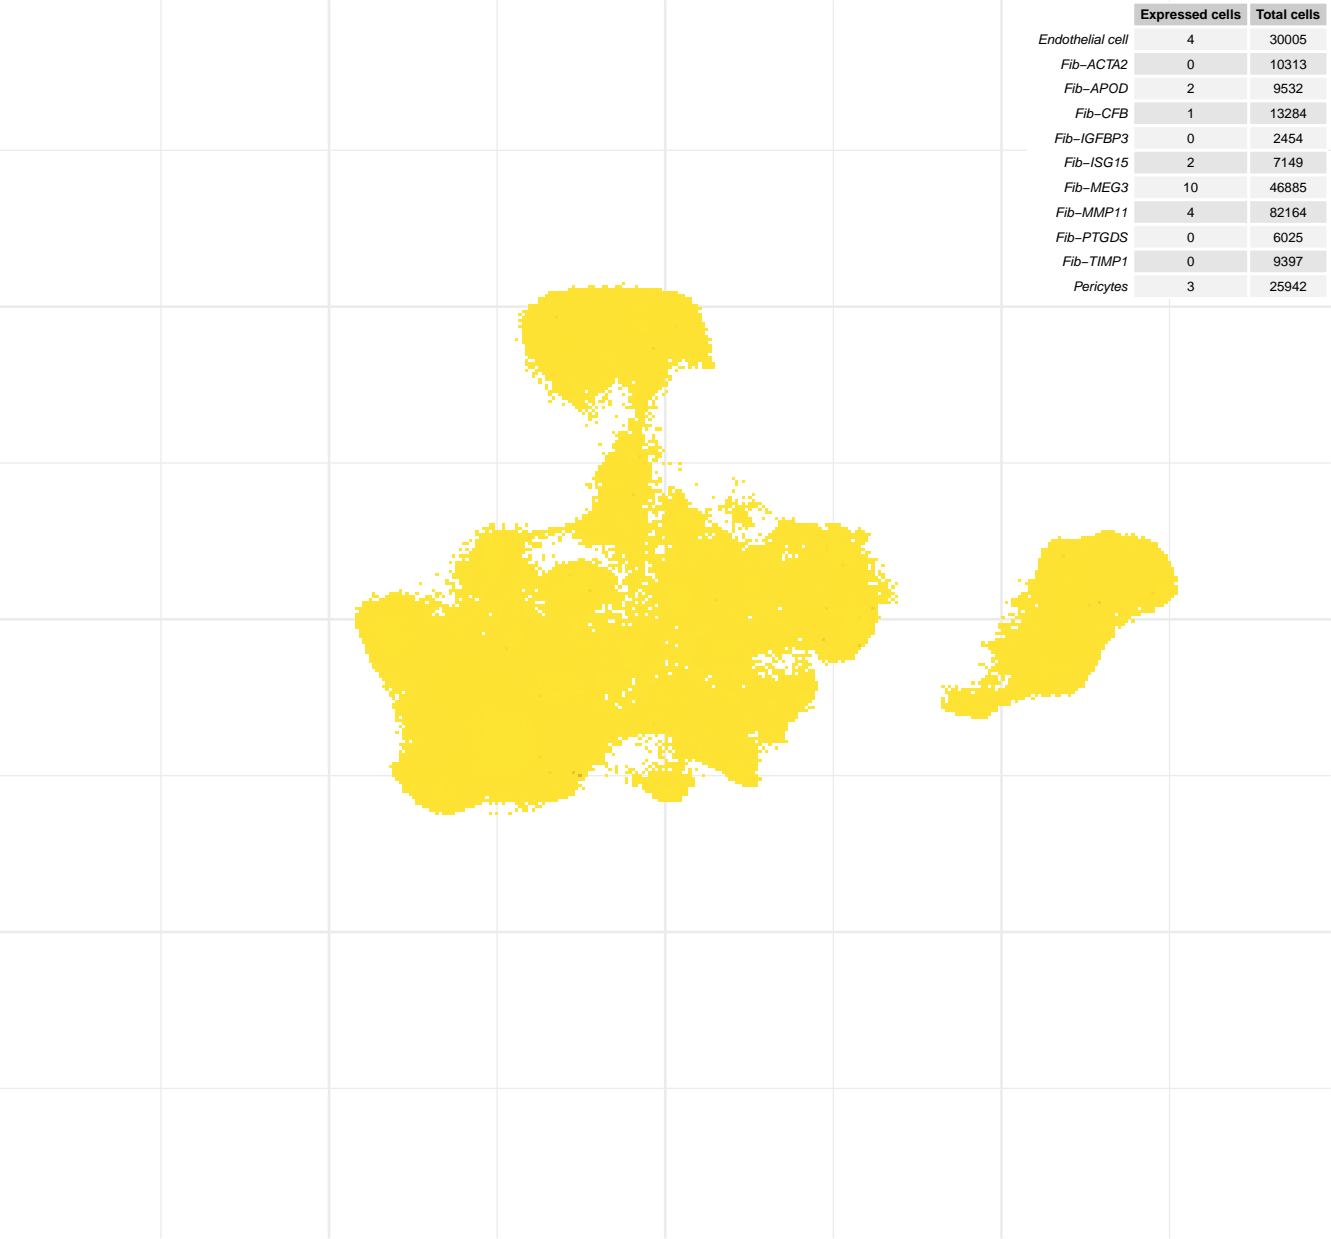 Expressed cells Total cells
Endothelial cell 4 30005
Fib−ACTA2 0 10313
Fib−APOD 2 9532
Fib−CFB 1 13284
Fib−IGFBP3 0 2454
Fib−ISG15 2 7149
Fib−MEG3 10 46885
Fib−MMP11 4 82164
Fib−PTGDS 0 6025
Fib−TIMP1 0 9397
Pericytes 3 25942